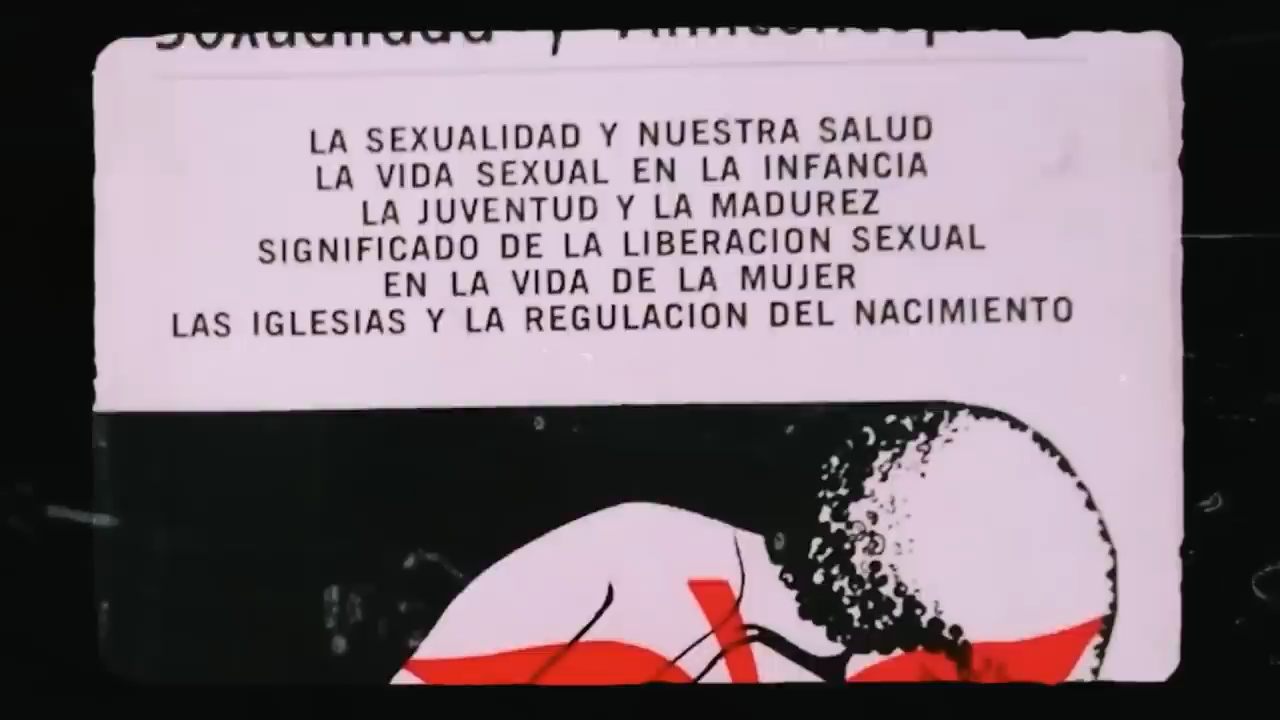 Sexualidad y
LA SEXUALIDAD Y NUESTRA SALUD
LA VIDA SEXUAL EN LA INFANCIA
LA JUVENTUD Y LA MADUREZ
SIGNIFICADO DE LA LIBERACION SEXUAL
EN LA VIDA DE LA MUJER
LAS IGLESIAS Y LA REGULACION DEL NACIMIENTO